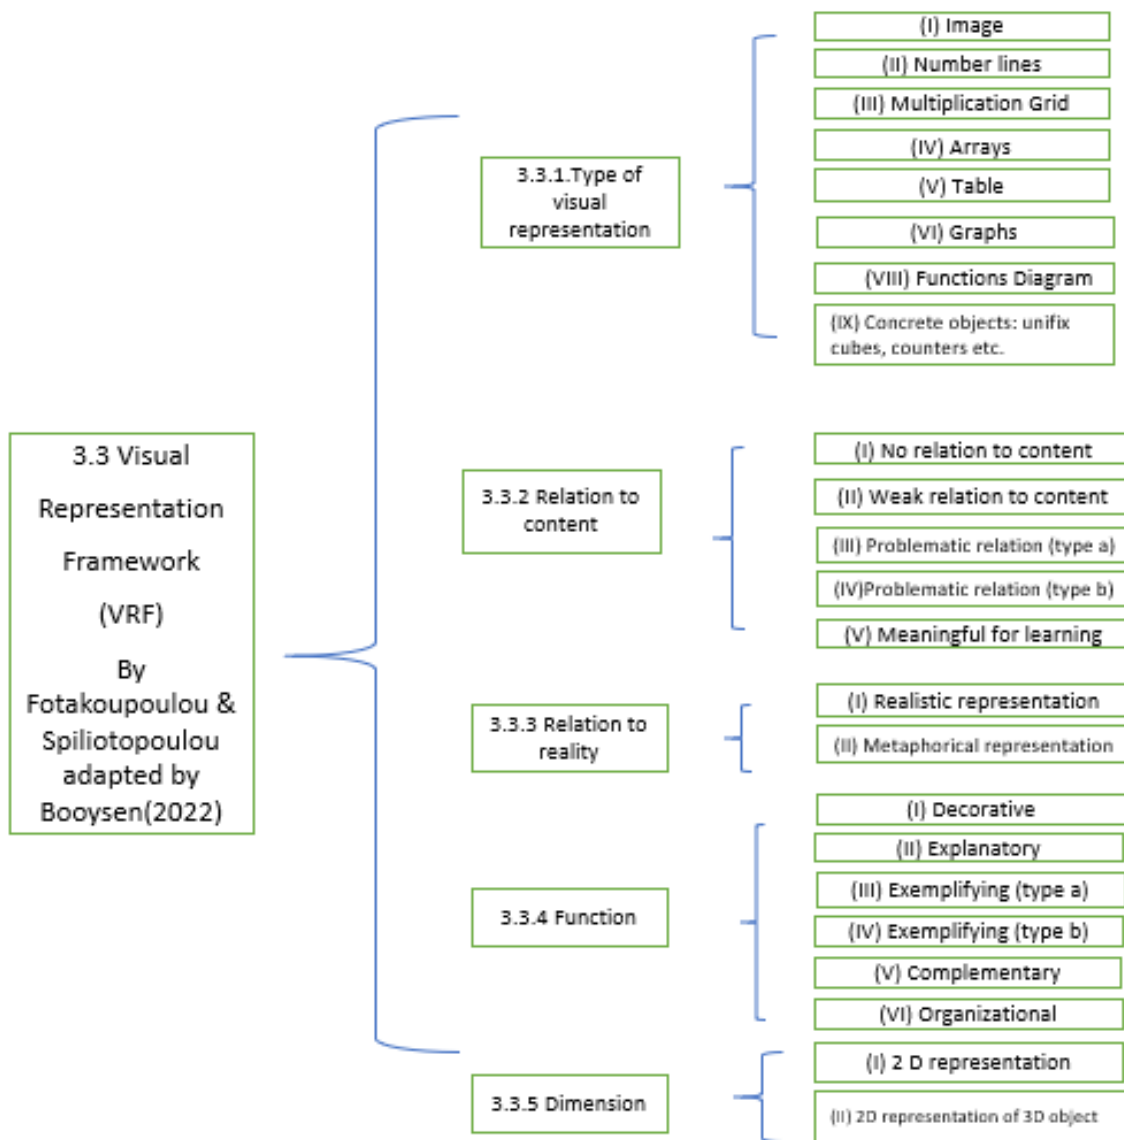 3.3 Visual
Representation
Framework
(VRF)
By
Fotakoupoulou &
Spiliotopoulou
adapted by
Booysen(2022)
3.3.1.Type of
visual
representation
(I) Image
(II) Number lines
(III) Multiplication Grid
(IV) Arrays
(V) Table
(VI) Graphs
(VIII) Functions Diagram
(IX) Concrete objects: unifix
cubes, counters etc.
3.3.2 Relation to
content
(I) No relation to content
(II) Weak relation to content
(III) Problematic relation (type a)
(IV)Problematic relation (type b)
(V) Meaningful for learning
3.3.3 Relation to
reality
(I) Realistic representation
(II) Metaphorical representation
3.3.4 Function
(I) Decorative
(II) Explanatory
(III) Exemplifying (type a)
(IV) Exemplifying (type b)
(V) Complementary
(VI) Organizational
3.3.5 Dimension
(I) 2 D representation
(II) 2D representation of 3D object